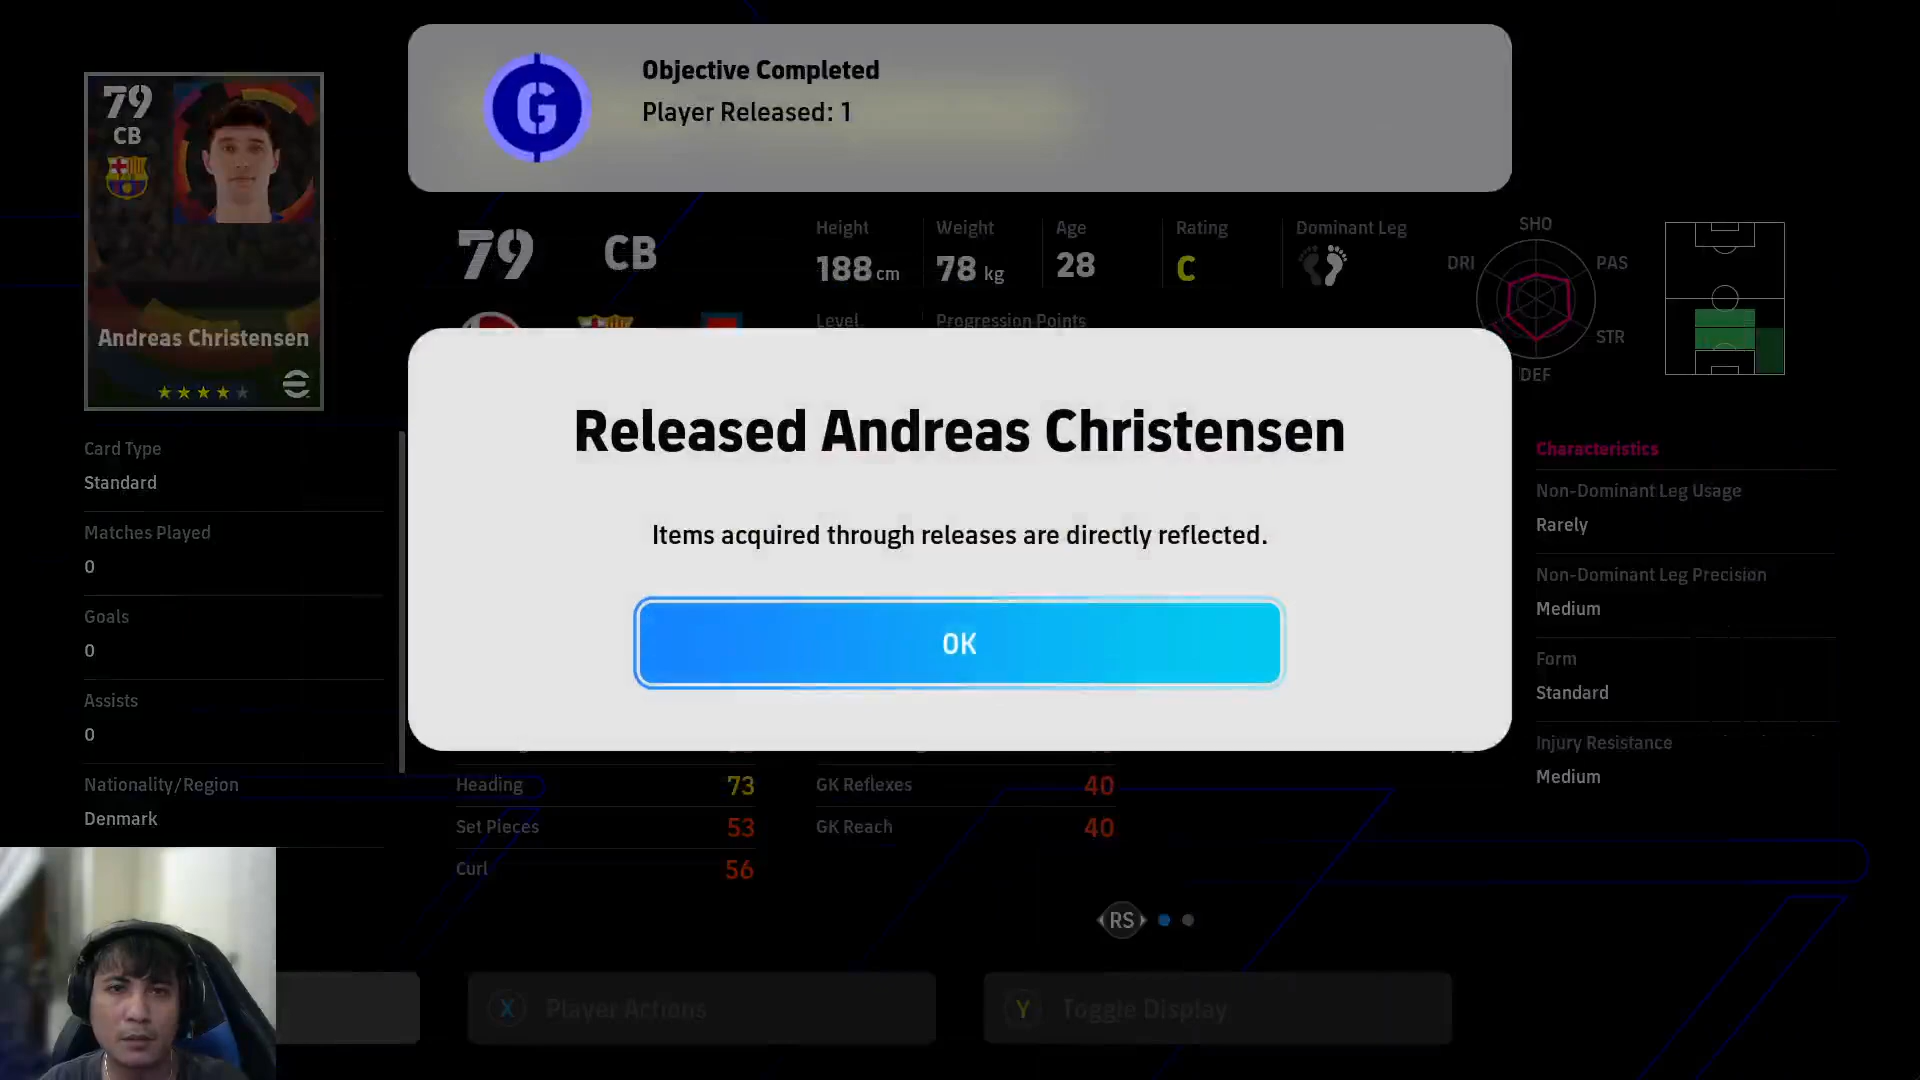 Objective Completed
Player Released: 1
79
CB
Andreas Christensen
79
CB
Height
188 cm
Weight
78 kg
Age
28
Rating
C
Dominant Leg
SHO
DRI
PAS
STR
DEF
Level
Progression Points
Released Andreas Christensen
Items acquired through releases are directly reflected.
OK
Card Type
Standard
Matches Played
0
Goals
0
Assists
0
Nationality/Region
Denmark
Heading 73
Set Pieces 53
Curl 56
GK Reflexes 40
GK Reach 40
Characteristics
Non-Dominant Leg Usage
Rarely
Non-Dominant Leg Precision
Medium
Form
Standard
Injury Resistance
Medium
RS
X Player Actions
Y Toggle Display